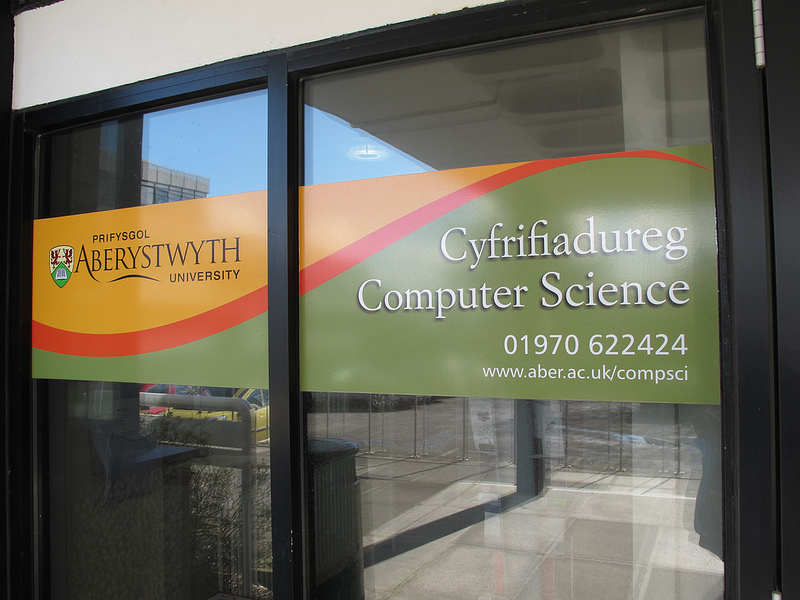 PRIFYSGOL
ABERYSTWYTH
UNIVERSITY
Cyfrifiadureg
Computer Science
01970 622424
www.aber.ac.uk/compsci